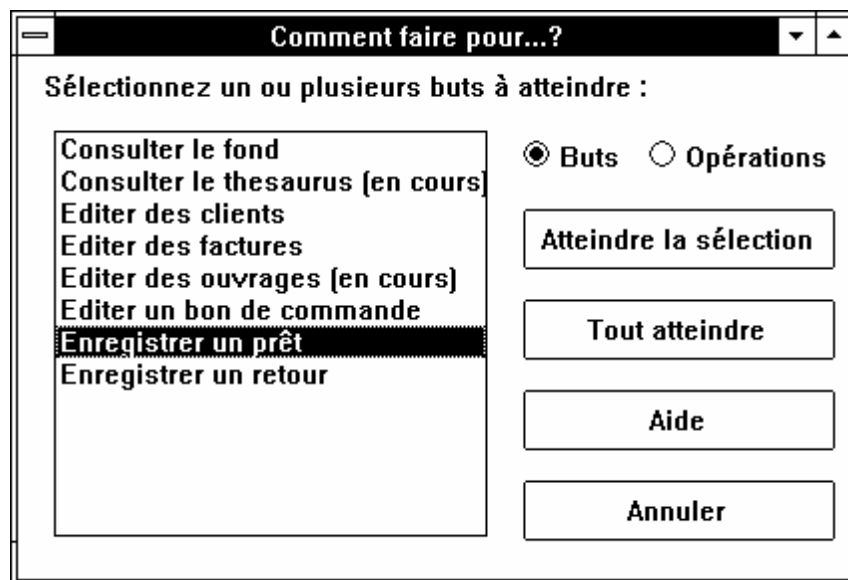 Comment faire pour...?
Sélectionnez un ou plusieurs buts à atteindre :
Consulter le fond
Consulter le thesaurus (en cours)
Editer des clients
Editer des factures
Editer des ouvrages (en cours)
Editer un bon de commande
Enregistrer un prêt
Enregistrer un retour
Buts Opérations
Atteindre la sélection
Tout atteindre
Aide
Annuler